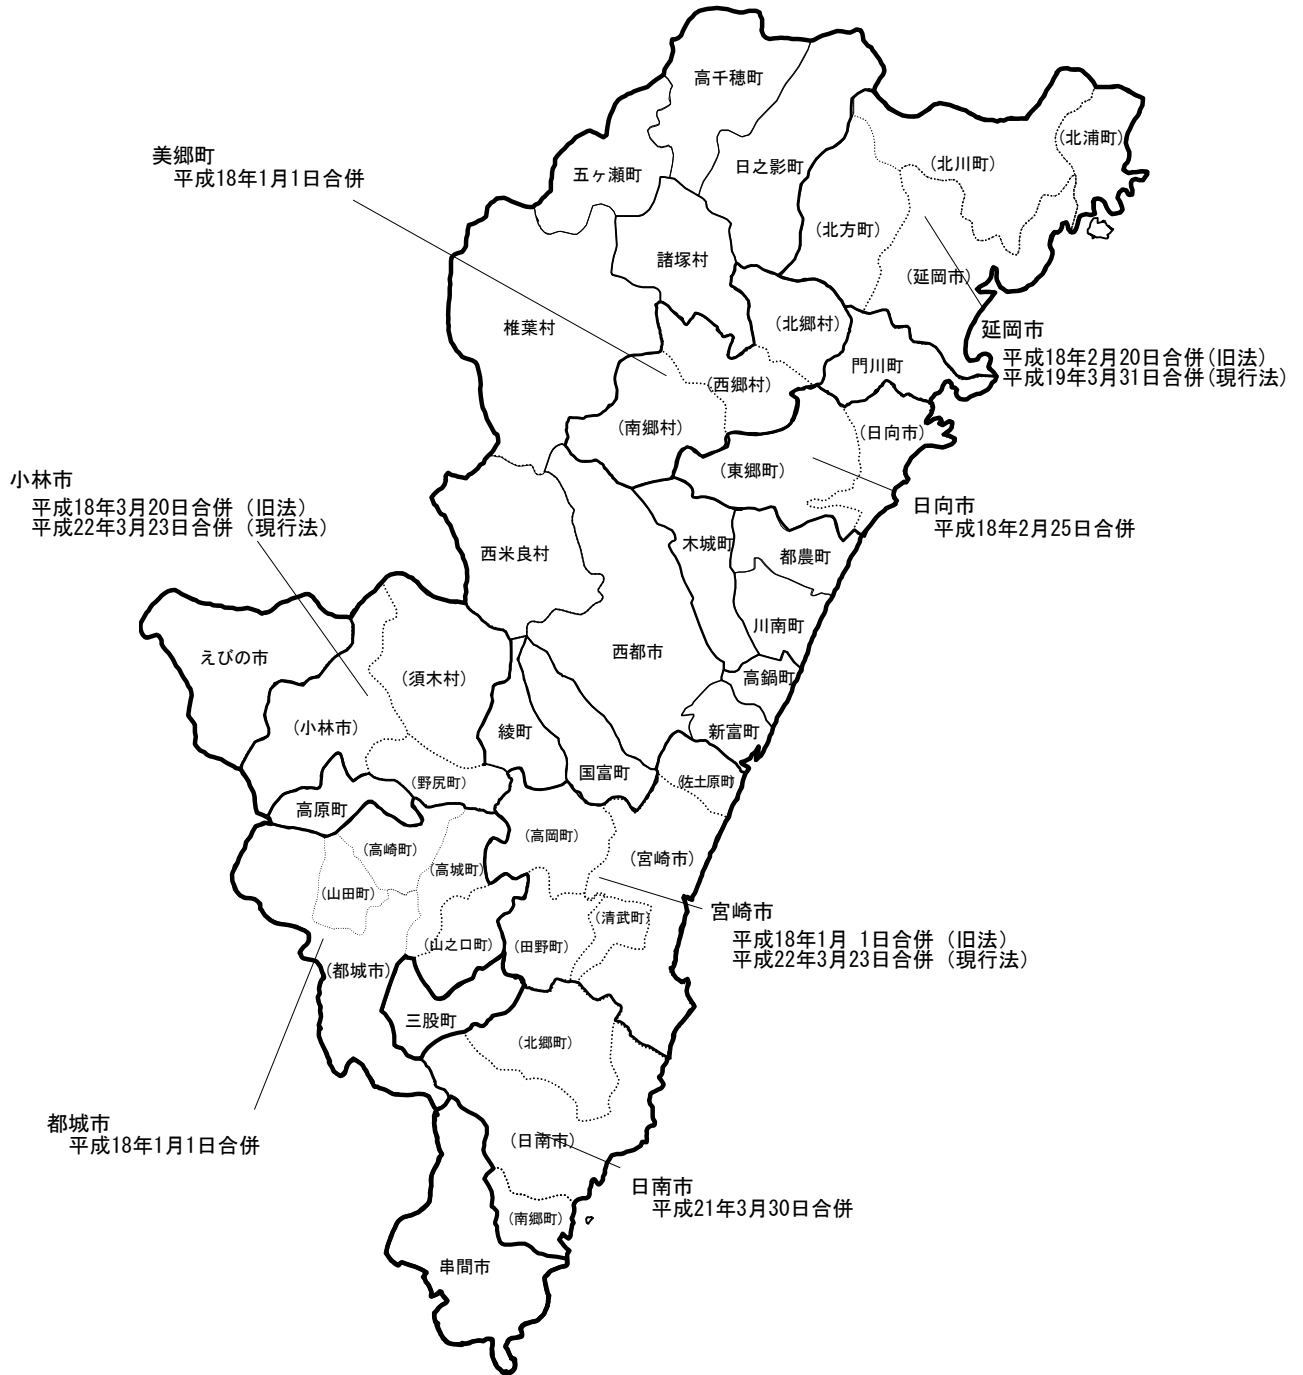 高千穂町
(北浦町)
美郷町
平成18年1月1日合併
五ヶ瀬町
日之影町
(北川町)
(北方町)
諸塚村
(延岡市)
椎葉村
(北郷村)
延岡市
平成18年2月20日合併(旧法)
平成19年3月31日合併(現行法)
門川町
(西郷村)
(南郷村)
(日向市)
(東郷町)
小林市
平成18年3月20日合併(旧法)
平成22年3月23日合併(現行法)
日向市
平成18年2月25日合併
西米良村
木城町
都農町
川南町
えびの市
(須木村)
西都市
高鍋町
(小林市)
綾町
新富町
(野尻町)
国富町
(佐土原町)
高原町
(高崎町)
(高城町)
(高岡町)
(宮崎市)
(山田町)
(清武町)
宮崎市
平成18年1月 1日合併(旧法)
平成22年3月23日合併(現行法)
(山之口町)
(田野町)
(都城市)
三股町
(北郷町)
都城市
平成18年1月1日合併
(日南市)
日南市
平成21年3月30日合併
(南郷町)
串間市